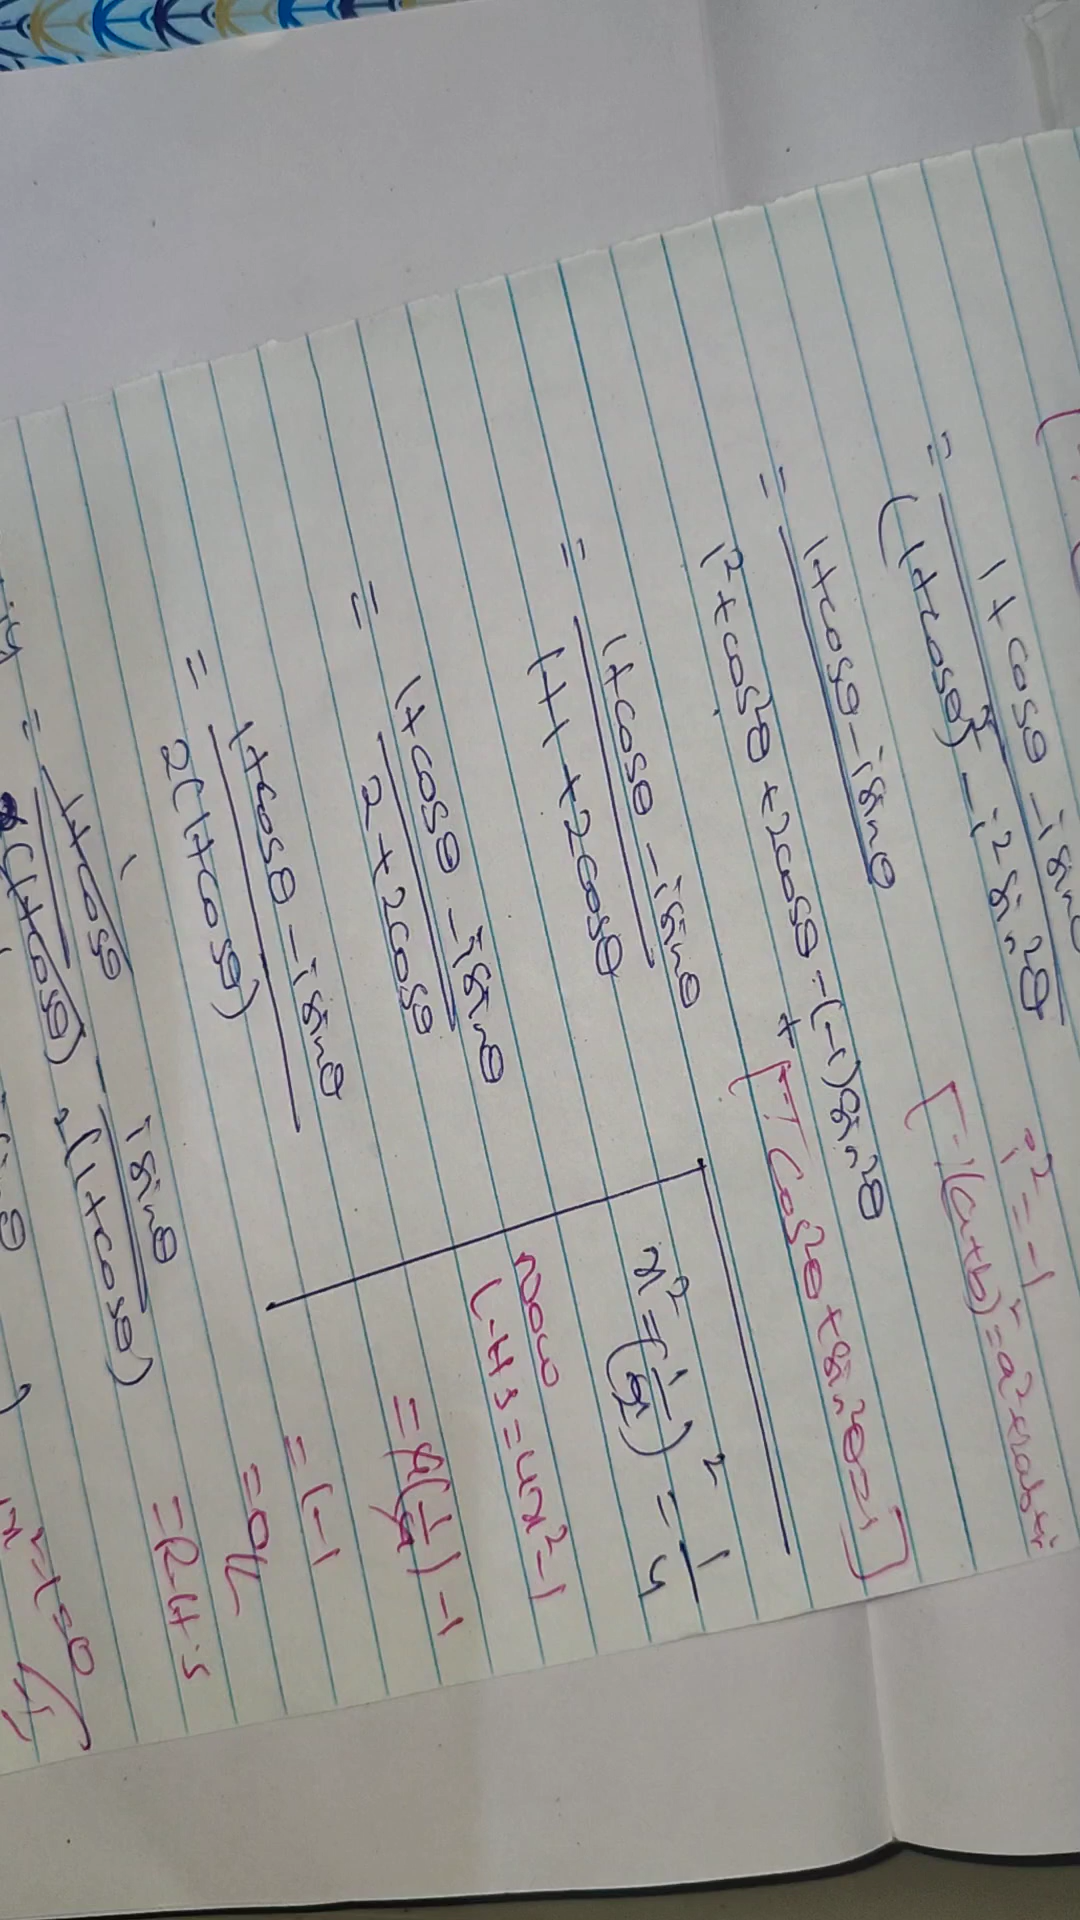 = (1+cosθ - i sinθ) / ((1+cosθ)² - i² sin²θ)
i² = -1
[∵ (a+b)² = a²+2ab+b²
= (1+cosθ - i sinθ) / (1² + cos²θ + 2cosθ - (-1) sin²θ)
+
[∵ cos²θ + sin²θ = 1]
= (1+cosθ - i sinθ) / (1+1+2cosθ)
= (1+cosθ - i sinθ) / (2+2cosθ)
= (1+cosθ - i sinθ) / (2(1+cosθ))
= (1+cosθ) / (2(1+cosθ)) - (i sinθ) / (2(1+cosθ))
x² = (1/2)² = 1/4
now
L.H.S = 4x² - 1
= 4(1/4) - 1
= 1 - 1
= 0
= R.H.S
x² - 1 = 0